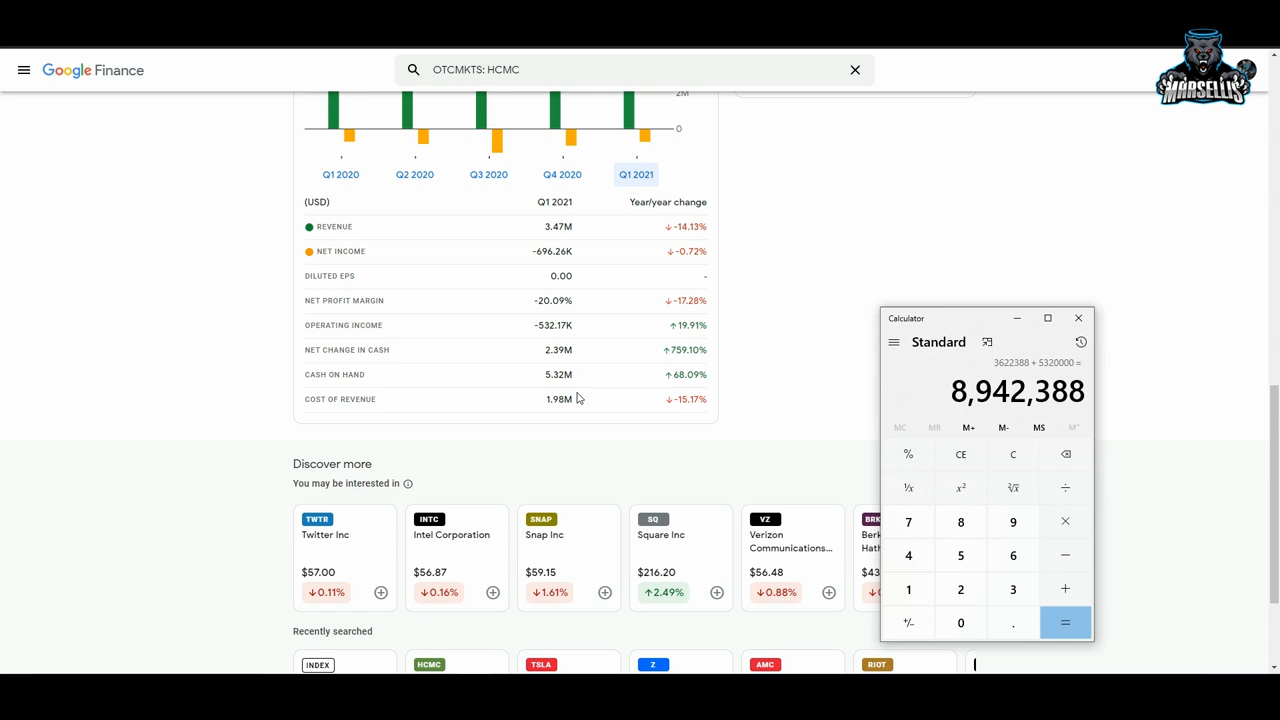 Google Finance
OTCMKTS: HCMC
MARSELLIS
2M
0
Q1 2020
Q2 2020
Q3 2020
Q4 2020
Q1 2021
(USD) Q1 2021 Year/year change
REVENUE 3.47M ↓-14.13%
NET INCOME -696.26K ↓-0.72%
DILUTED EPS 0.00 -
NET PROFIT MARGIN -20.09% ↓-17.28%
OPERATING INCOME -532.17K ↑19.91%
NET CHANGE IN CASH 2.39M ↑759.10%
CASH ON HAND 5.32M ↑68.09%
COST OF REVENUE 1.98M ↓-15.17%
Calculator
Standard
3622388 + 5320000 =
8,942,388
MC MR M+ M- MS M˅
% CE C
⅟x x² ²√x ÷
7 8 9 ×
4 5 6 −
1 2 3 +
+/- 0 . =
Discover more
You may be interested in
TWTR
Twitter Inc
$57.00
↓0.11%
INTC
Intel Corporation
$56.87
↓0.16%
SNAP
Snap Inc
$59.15
↓1.61%
SQ
Square Inc
$216.20
↑2.49%
VZ
Verizon
Communications...
$56.48
↓0.88%
BRK
Berk
Hath
$43
Recently searched
INDEX
HCMC
TSLA
Z
AMC
RIOT